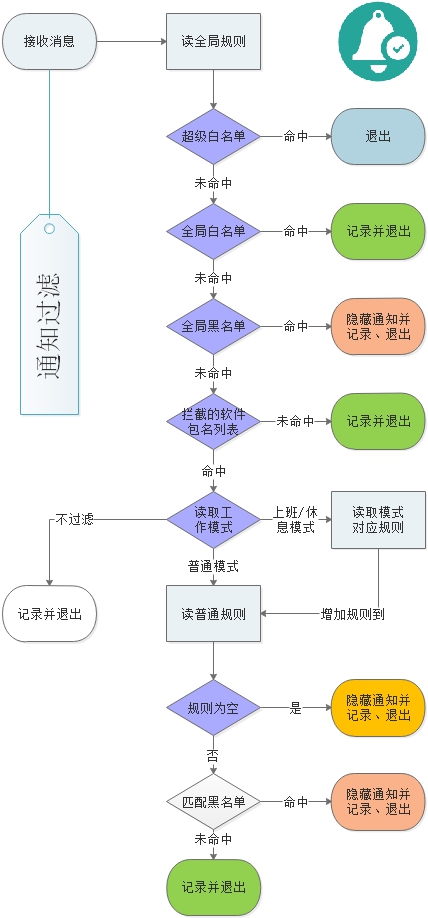 接收消息
读全局规则
超级白名单
命中
退出
未命中
全局白名单
命中
记录并退出
未命中
通知过滤
全局黑名单
命中
隐藏通知并
记录、退出
未命中
拦截的软件
包名列表
未命中
记录并退出
命中
不过滤
读取工
作模式
上班/休
息模式
读取模式
对应规则
普通模式
记录并退出
读普通规则
增加规则到
规则为空
是
隐藏通知并
记录、退出
否
匹配黑名单
命中
隐藏通知并
记录、退出
未命中
记录并退出